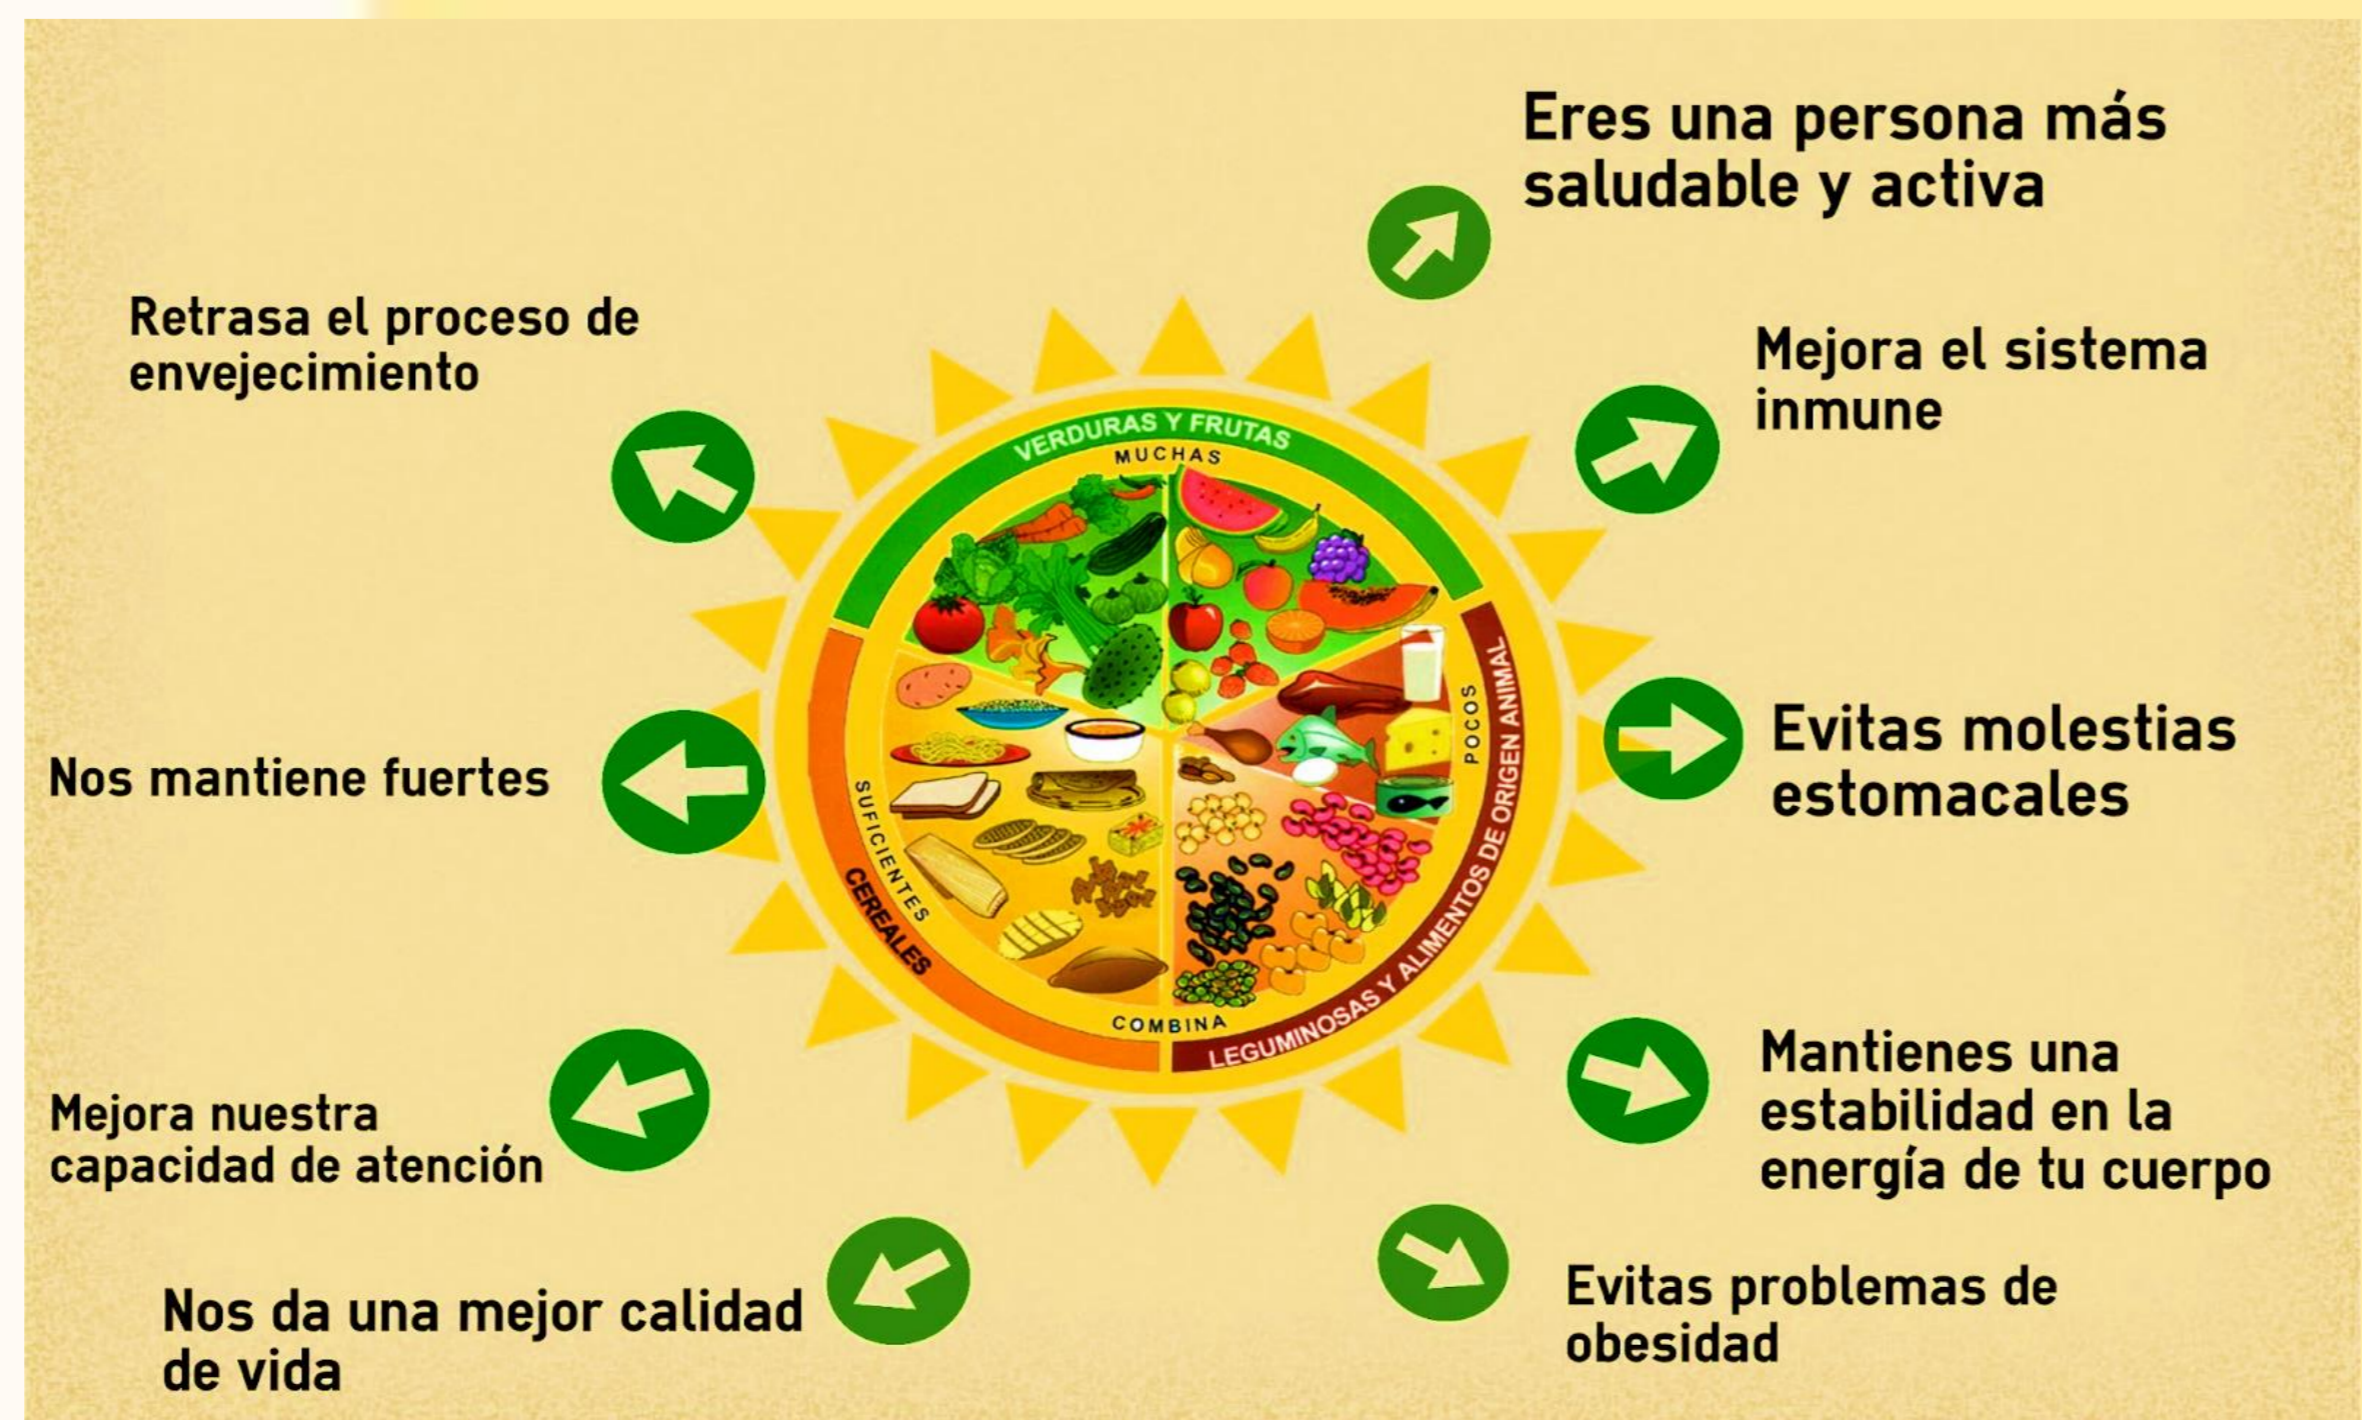 Eres una persona más
saludable y activa
Retrasa el proceso de
envejecimiento
Mejora el sistema
inmune
VERDURAS Y FRUTAS
MUCHAS
Nos mantiene fuertes
SUFICIENTES
CEREALES
POCOS
LEGUMINOSAS Y ALIMENTOS DE ORIGEN ANIMAL
COMBINA
Evitas molestias
estomacales
Mejora nuestra
capacidad de atención
Mantienes una
estabilidad en la
energía de tu cuerpo
Nos da una mejor calidad
de vida
Evitas problemas de
obesidad